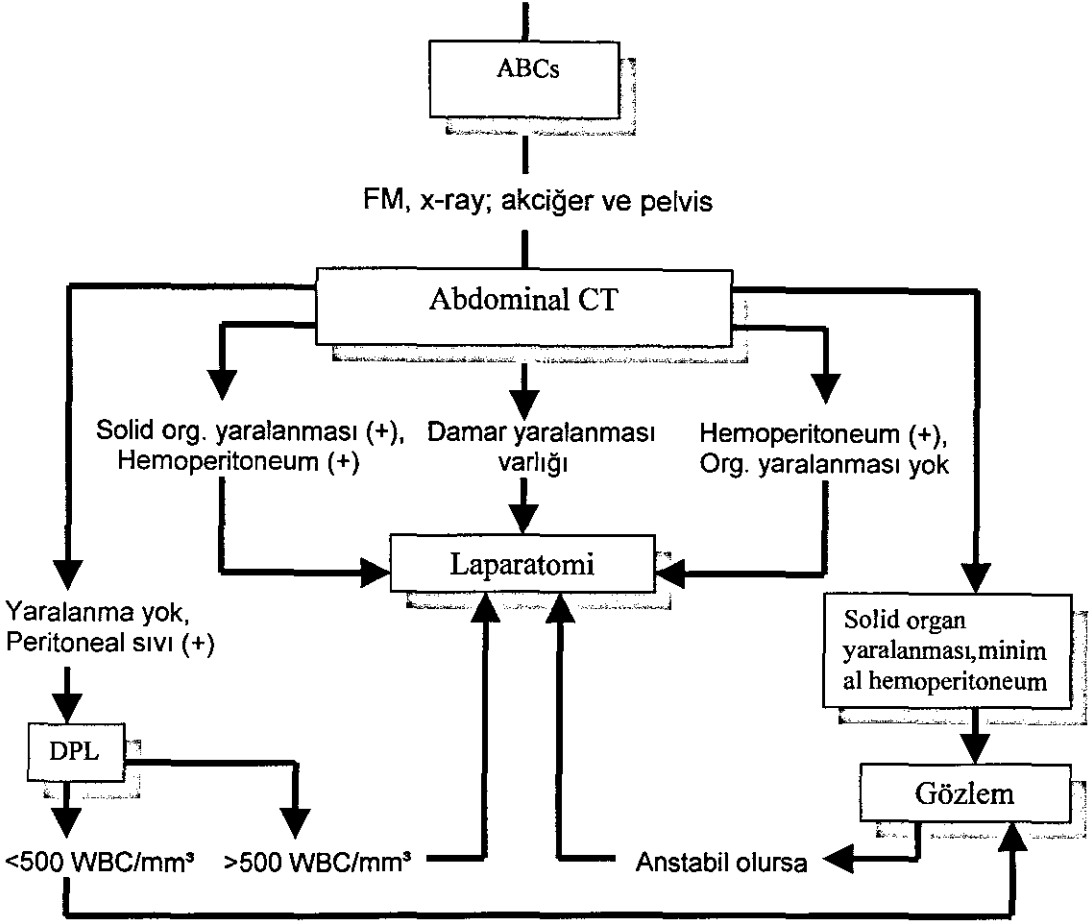 ABCs
FM, x-ray; akciğer ve pelvis
Abdominal CT
Solid org. yaralanması (+),
Hemoperitoneum (+)
Damar yaralanması
varlığı
Hemoperitoneum (+),
Org. yaralanması yok
Laparatomi
Yaralanma yok,
Peritoneal sıvı (+)
Solid organ
yaralanması,minim
al hemoperitoneum
DPL
Gözlem
<500 WBC/mm³
>500 WBC/mm³
Anstabil olursa